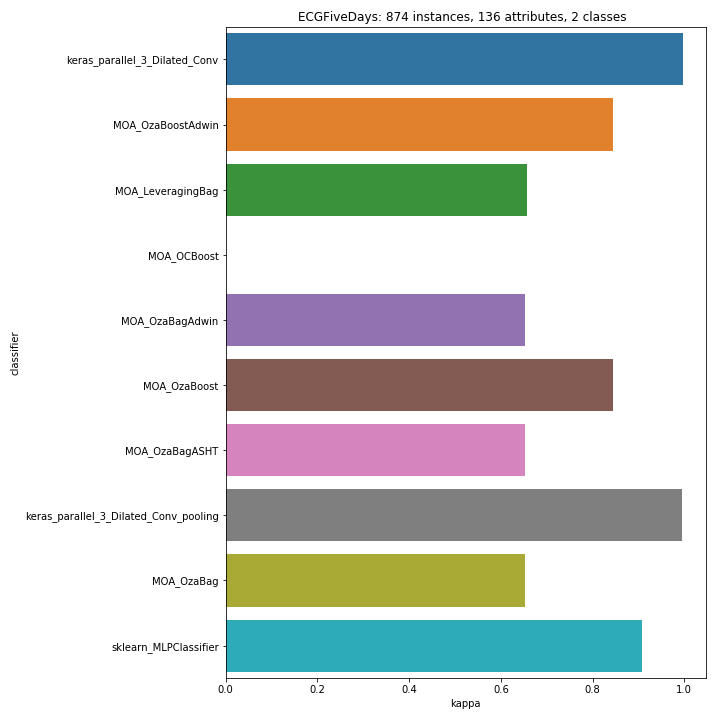 ECGFiveDays: 874 instances, 136 attributes, 2 classes
classifier
keras_parallel_3_Dilated_Conv
MOA_OzaBoostAdwin
MOA_LeveragingBag
MOA_OCBoost
MOA_OzaBagAdwin
MOA_OzaBoost
MOA_OzaBagASHT
keras_parallel_3_Dilated_Conv_pooling
MOA_OzaBag
sklearn_MLPClassifier
0.0 0.2 0.4 0.6 0.8 1.0
kappa